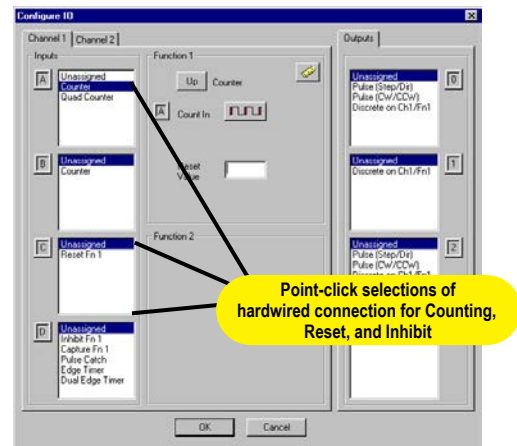 Configure IO
Channel 1 Channel 2
Outputs
Inputs
A
Unassigned
Counter
Quad Counter
B
Unassigned
Counter
C
Unassigned
Reset Fn 1
D
Unassigned
Inhibit Fn 1
Capture Fn 1
Pulse Catch
Edge Timer
Dual Edge Timer
Function 1
Up Counter
A Count In
Reset
Value
Function 2
Unassigned
Pulse (Step/Dir)
Pulse (CW/CCW)
Discrete on Ch1/Fn1
0
Unassigned
Discrete on Ch1/Fn1
1
Unassigned
Pulse (Step/Dir)
Pulse (CW/CCW)
Discrete on Ch1/Fn1
2
Point-click selections of
hardwired connection for Counting,
Reset, and Inhibit
OK Cancel